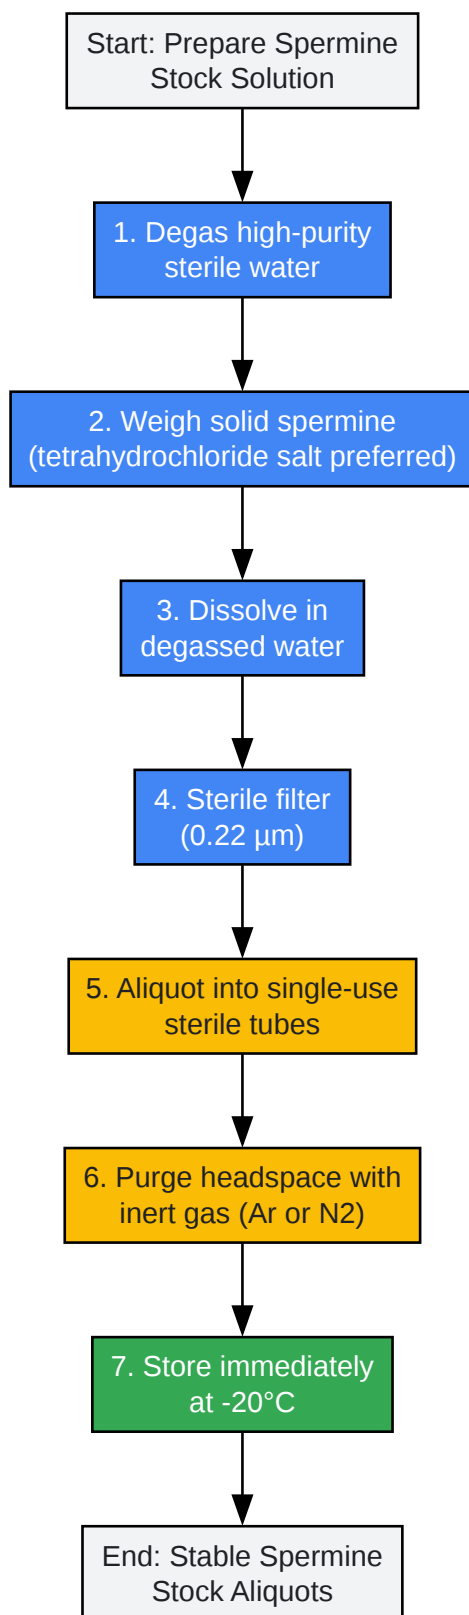 Start: Prepare Spermine
Stock Solution
1. Degas high-purity
sterile water
2. Weigh solid spermine
(tetrahydrochloride salt preferred)
3. Dissolve in
degassed water
4. Sterile filter
(0.22 µm)
5. Aliquot into single-use
sterile tubes
6. Purge headspace with
inert gas (Ar or N2)
7. Store immediately
at -20°C
End: Stable Spermine
Stock Aliquots